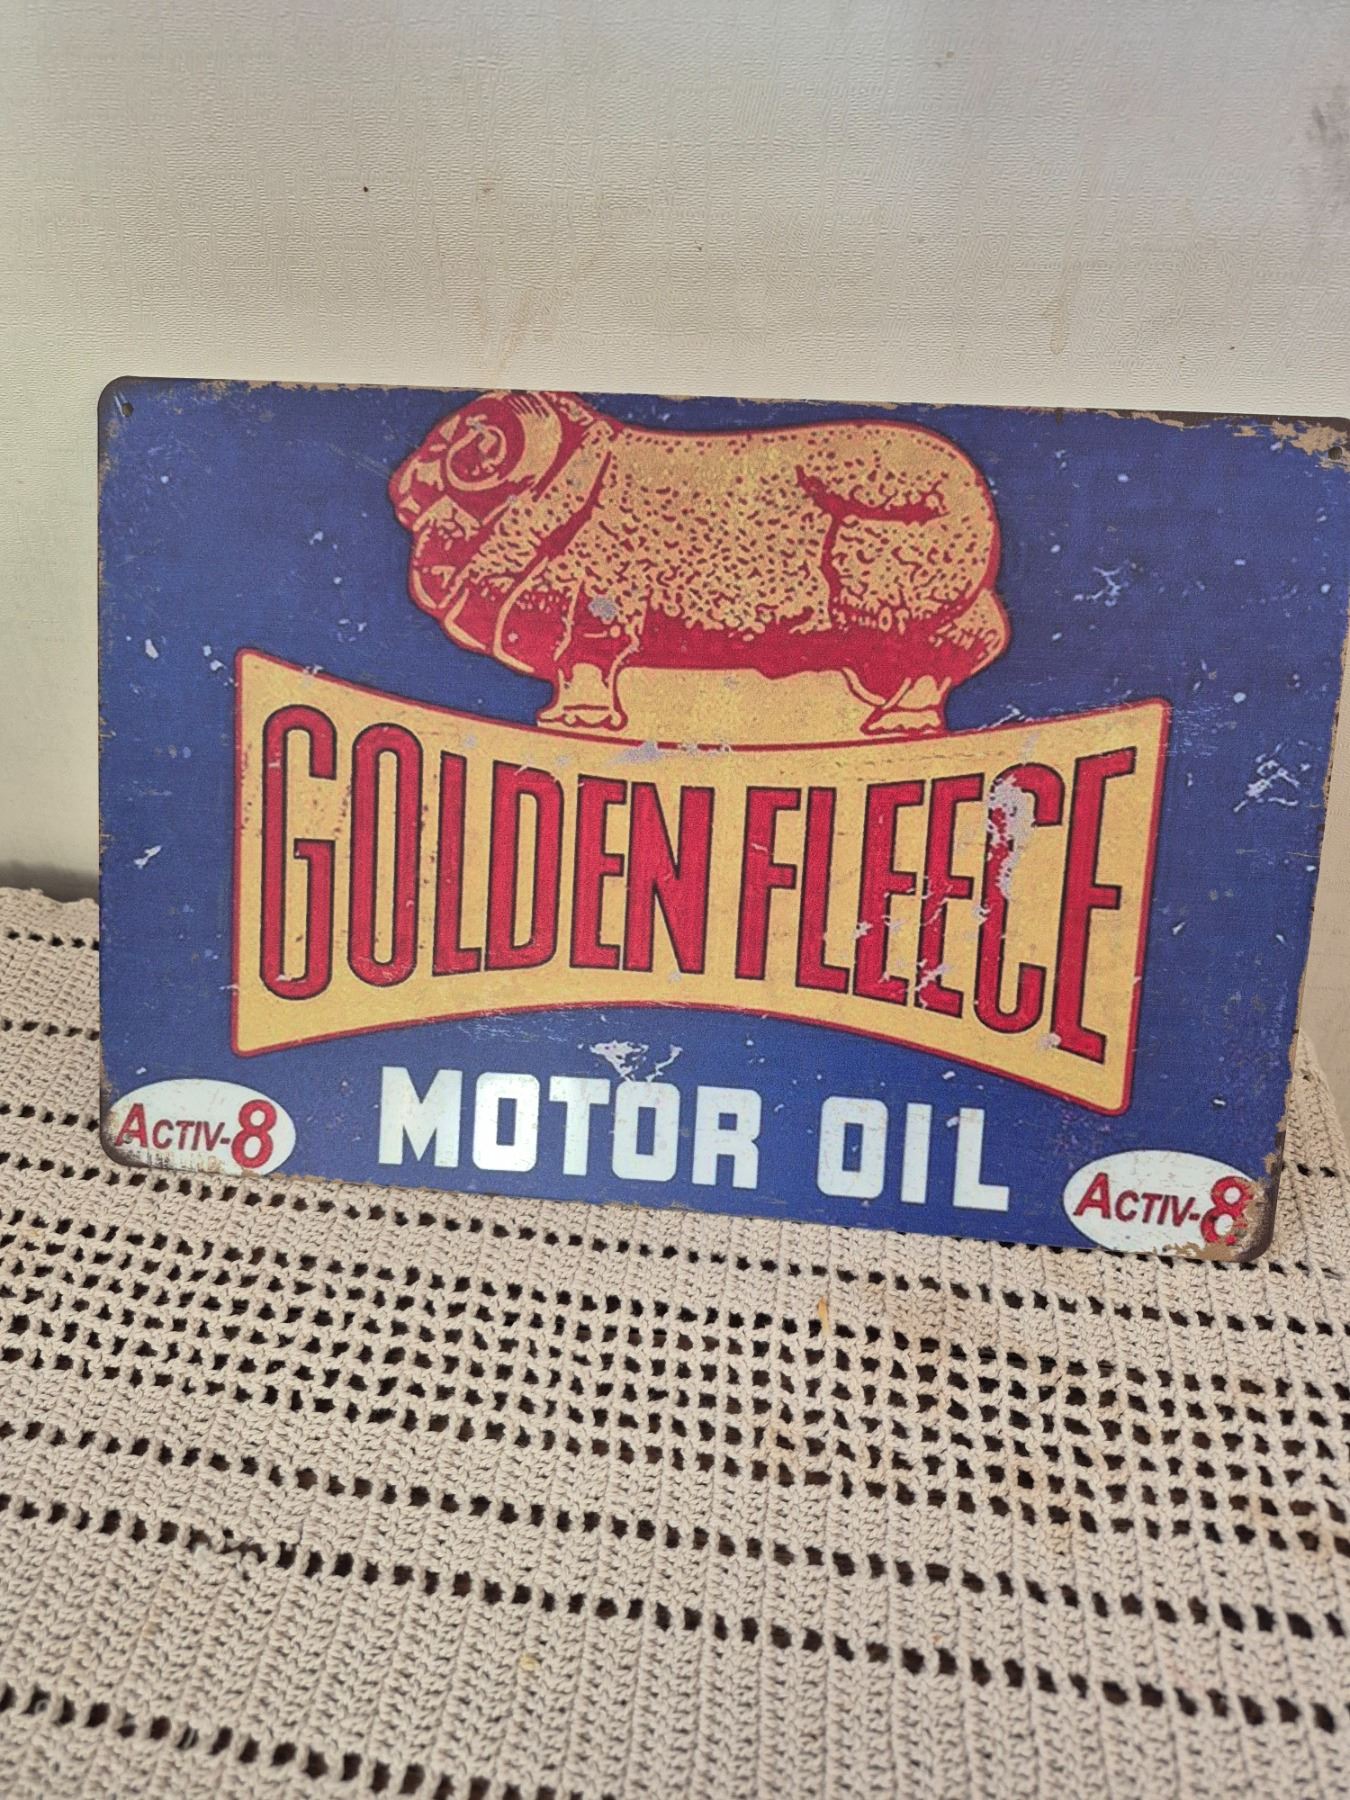 GOLDEN FLEECE
MOTOR OIL
ACTIV-8
ACTIV-8